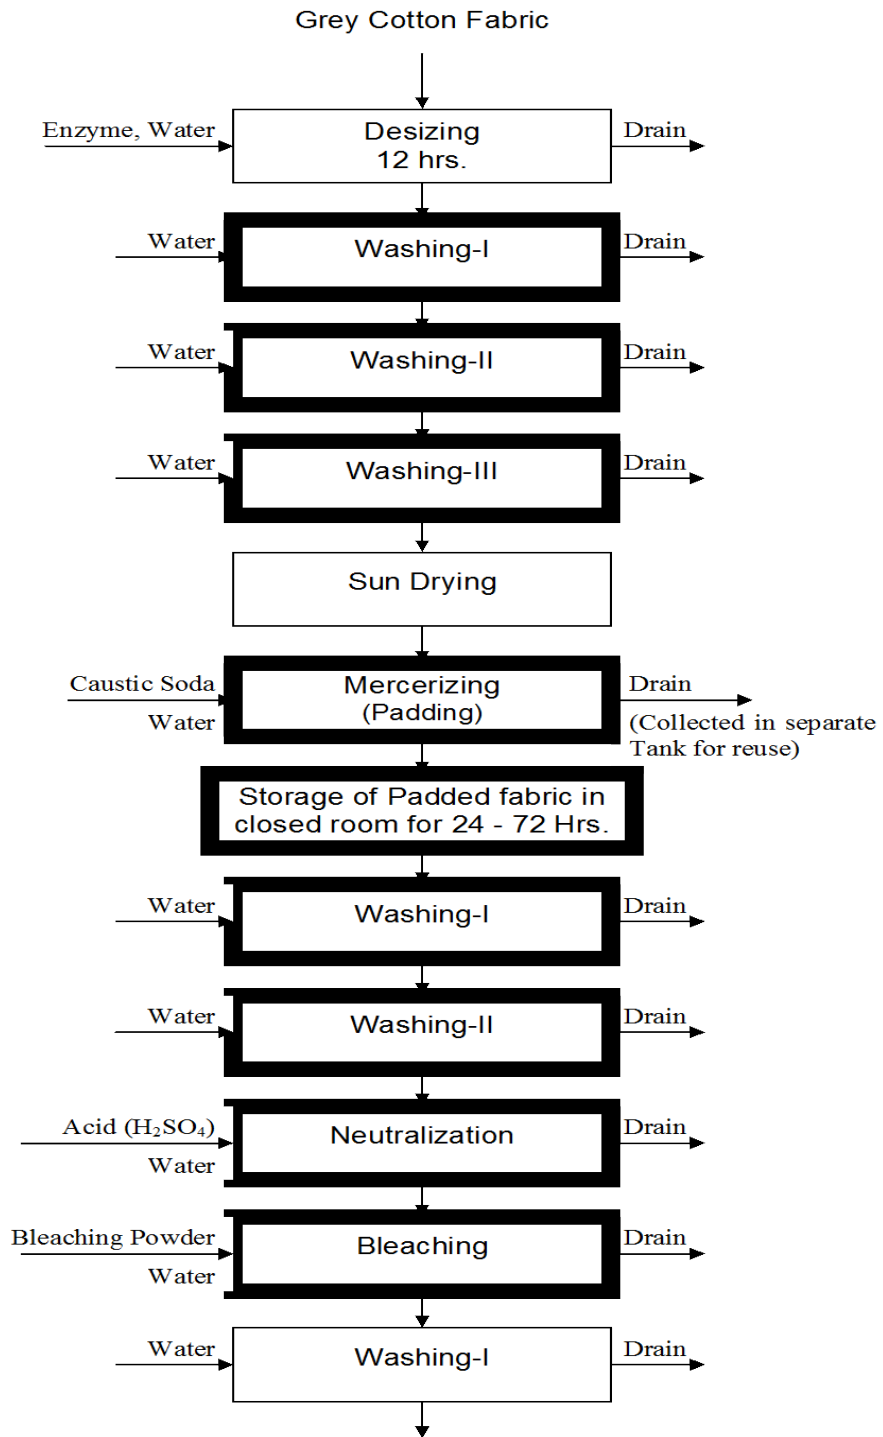 Grey Cotton Fabric
Enzyme, Water
Desizing
12 hrs.
Drain
Water
Washing-I
Drain
Water
Washing-II
Drain
Water
Washing-III
Drain
Sun Drying
Caustic Soda
Water
Mercerizing
(Padding)
Drain
(Collected in separate
Tank for reuse)
Storage of Padded fabric in
closed room for 24 - 72 Hrs.
Water
Washing-I
Drain
Water
Washing-II
Drain
Acid (H₂SO₄)
Water
Neutralization
Drain
Bleaching Powder
Water
Bleaching
Drain
Water
Washing-I
Drain